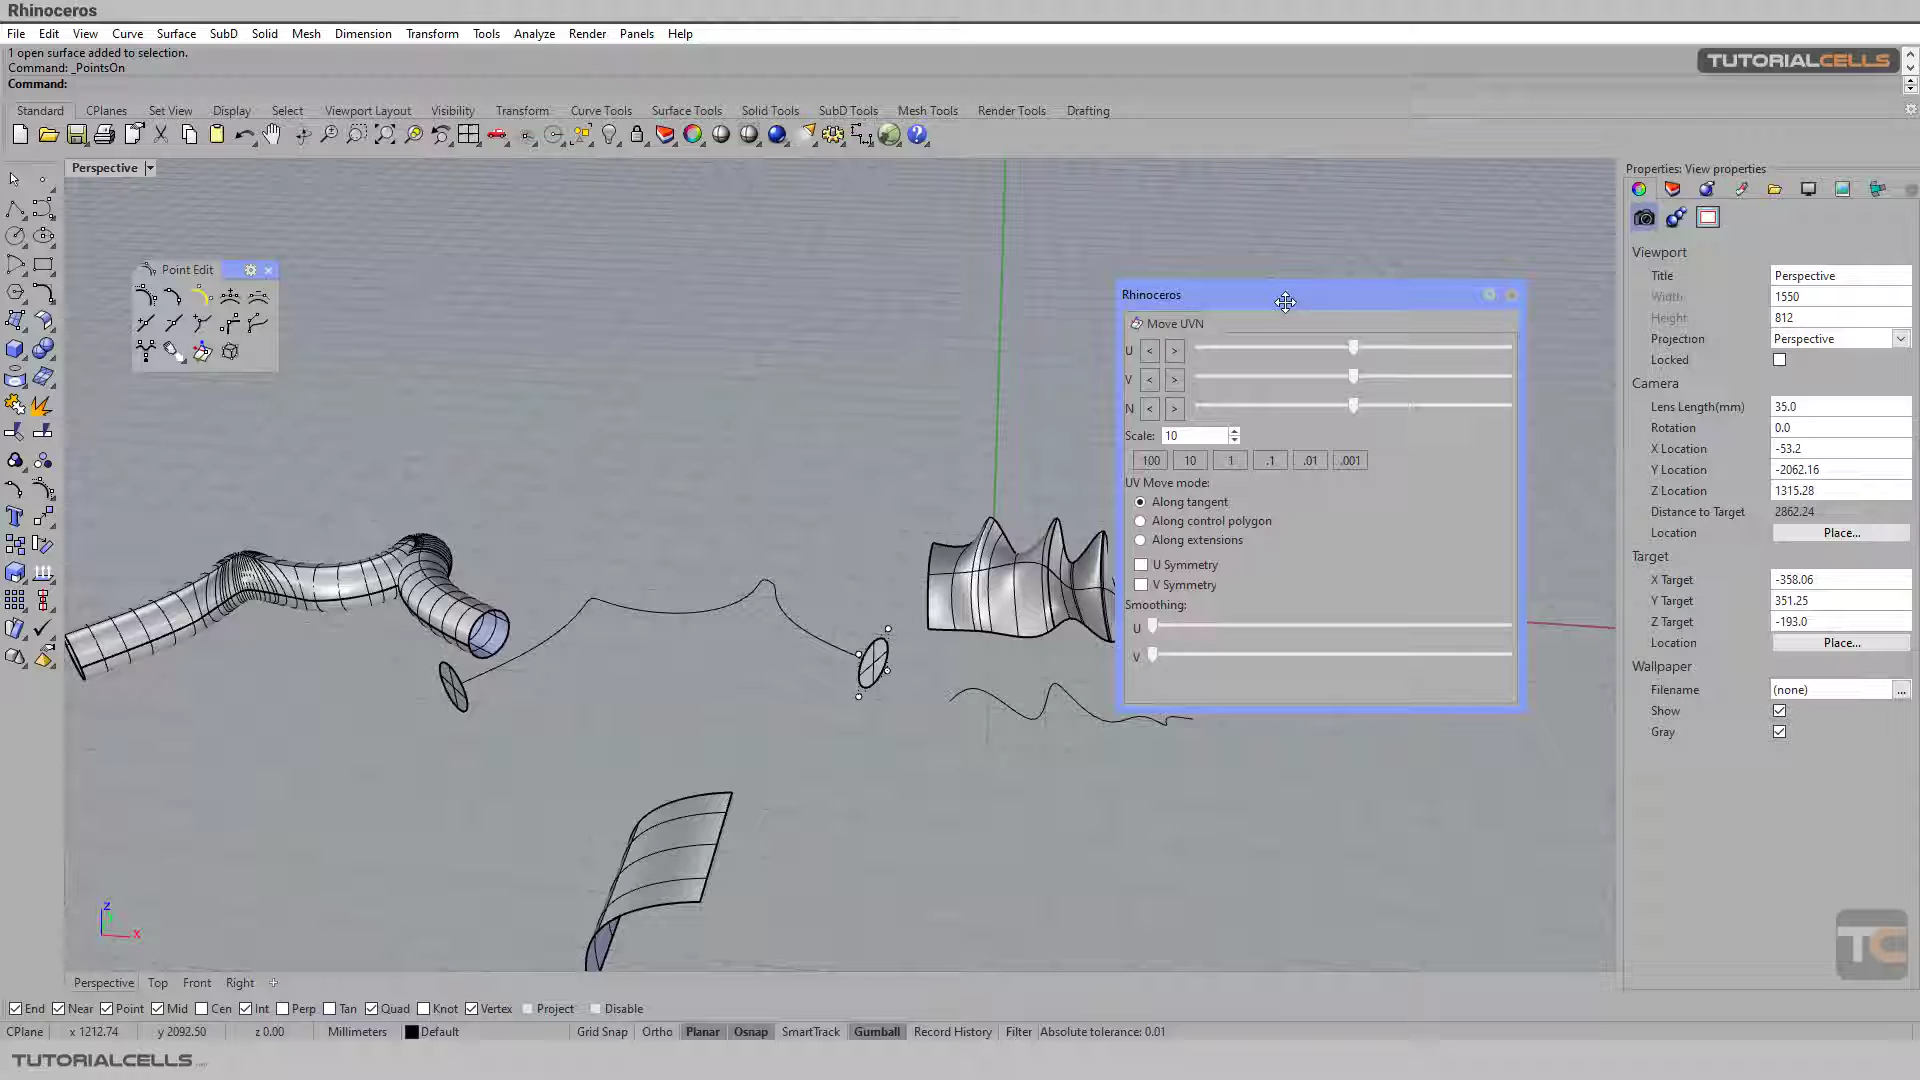 Rhinoceros
File Edit View Curve Surface SubD Solid Mesh Dimension Transform Tools Analyze Render Panels Help
1 open surface added to selection.
Command: _PointsOn
Command:
TUTORIALCELLS
Standard CPlanes Set View Display Select Viewport Layout Visibility Transform Curve Tools Surface Tools Solid Tools SubD Tools Mesh Tools Render Tools Drafting
Perspective
Point Edit
Rhinoceros
Move UVN
U < >
V < >
N < >
Scale: 10
100 10 1 .1 .01 .001
UV Move mode:
Along tangent
Along control polygon
Along extensions
U Symmetry
V Symmetry
Smoothing:
U
V
Properties: View properties
Viewport
Title Perspective
Width 1550
Height 812
Projection Perspective
Locked
Camera
Lens Length(mm) 35.0
Rotation 0.0
X Location -53.2
Y Location -2062.16
Z Location 1315.28
Distance to Target 2862.24
Location Place...
Target
X Target -358.06
Y Target 351.25
Z Target -193.0
Location Place...
Wallpaper
Filename (none) ...
Show
Gray
TC
z
x
Perspective Top Front Right
End Near Point Mid Cen Int Perp Tan Quad Knot Vertex Project Disable
CPlane x 1212.74 y 2092.50 z 0.00 Millimeters Default Grid Snap Ortho Planar Osnap SmartTrack Gumball Record History Filter Absolute tolerance: 0.01
TUTORIALCELLS